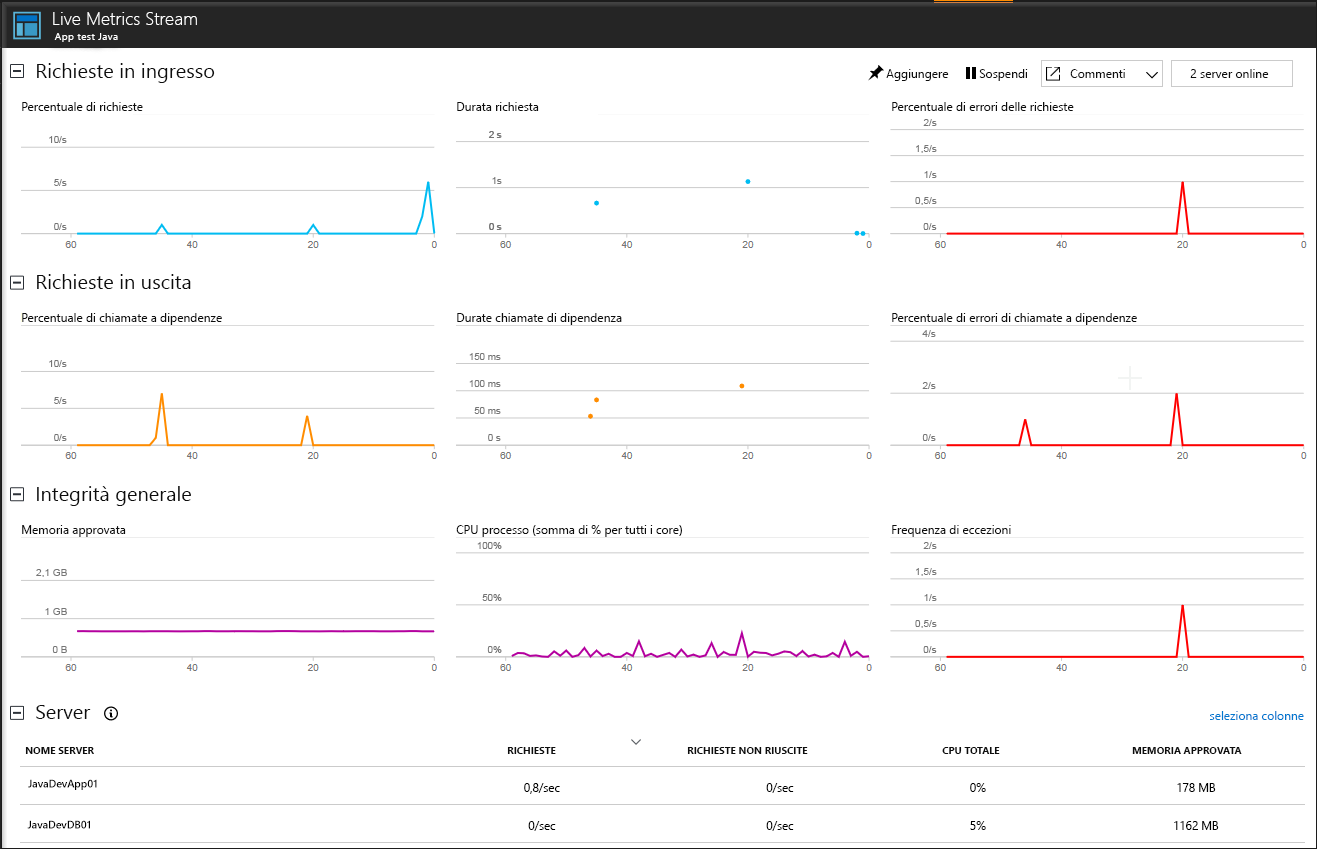 Live Metrics Stream
App test Java
Richieste in ingresso
Aggiungere
Sospendi
Commenti
2 server online
Percentuale di richieste
10/s
5/s
0/s
60 40 20 0
Durata richiesta
2 s
1s
0 s
60 40 20 0
Percentuale di errori delle richieste
2/s
1,5/s
1/s
0,5/s
0/s
60 40 20 0
Richieste in uscita
Percentuale di chiamate a dipendenze
10/s
5/s
0/s
60 40 20 0
Durate chiamate di dipendenza
150 ms
100 ms
50 ms
0 s
60 40 20 0
Percentuale di errori di chiamate a dipendenze
4/s
2/s
0/s
60 40 20 0
Integrità generale
Memoria approvata
2,1 GB
1 GB
0 B
60 40 20 0
CPU processo (somma di % per tutti i core)
100%
50%
0%
60 40 20 0
Frequenza di eccezioni
2/s
1,5/s
1/s
0,5/s
0/s
60 40 20 0
Server
seleziona colonne
NOME SERVER RICHIESTE RICHIESTE NON RIUSCITE CPU TOTALE MEMORIA APPROVATA
JavaDevApp01 0,8/sec 0/sec 0% 178 MB
JavaDevDB01 0/sec 0/sec 5% 1162 MB